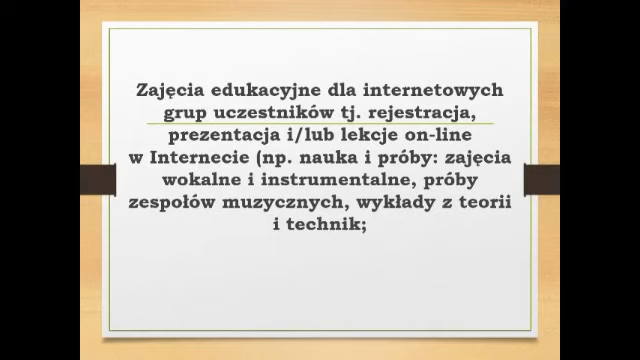 Zajęcia edukacyjne dla internetowych
grup uczestników tj. rejestracja,
prezentacja i/lub lekcje on-line
w Internecie (np. nauka i próby: zajęcia
wokalne i instrumentalne, próby
zespołów muzycznych, wykłady z teorii
i technik;